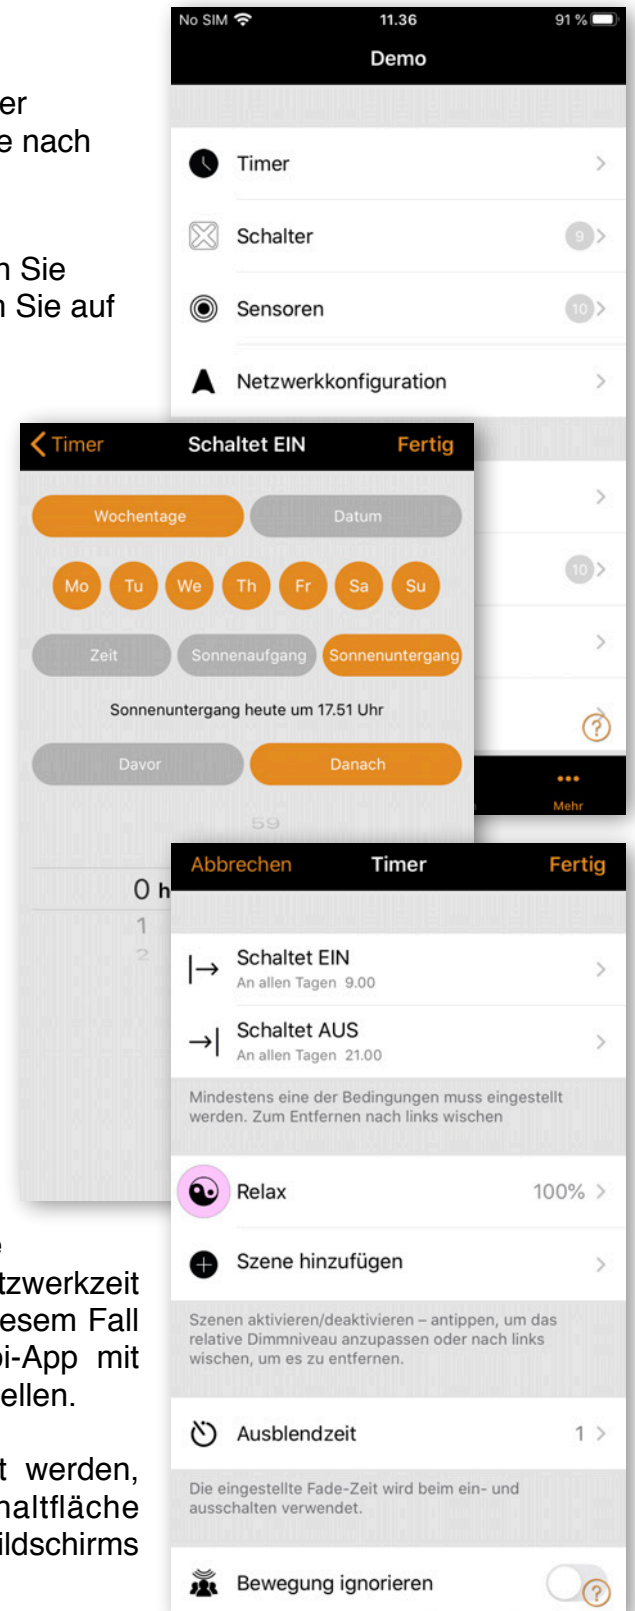 No SIM 11.36 91 %
Demo
er
e nach
Timer
Schalter 9
n Sie
n Sie auf
Sensoren 10
Netzwerkkonfiguration
Timer Schaltet EIN Fertig
Wochentage Datum
10
Mo Tu We Th Fr Sa Su
Zeit Sonnenaufgang Sonnenuntergang
Sonnenuntergang heute um 17.51 Uhr
?
Davor Danach
Mehr
59
0 h
1
2
Abbrechen Timer Fertig
Schaltet EIN
An allen Tagen 9.00
Schaltet AUS
An allen Tagen 21.00
Mindestens eine der Bedingungen muss eingestellt
werden. Zum Entfernen nach links wischen
Relax 100%
Szene hinzufügen
Szenen aktivieren/deaktivieren – antippen, um das
relative Dimmniveau anzupassen oder nach links
wischen, um es zu entfernen.
Ausblendzeit 1
Die eingestellte Fade-Zeit wird beim ein- und
ausschalten verwendet.
Bewegung ignorieren
?
e
tzwerkzeit
esem Fall
bi-App mit
ellen.
t werden,
haltfläche
ildschirms